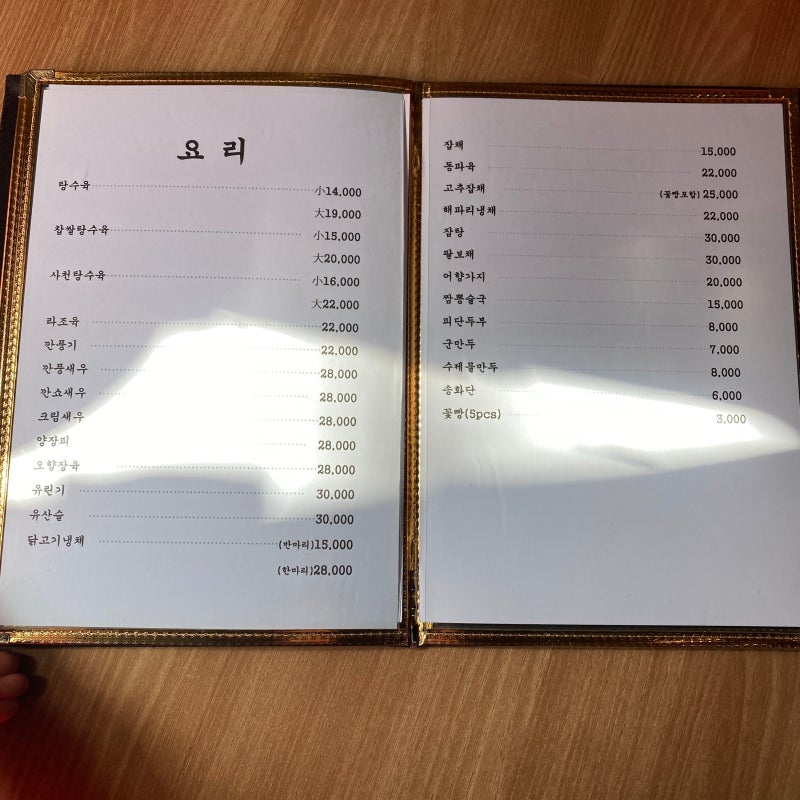 요 리
탕수육 小14,000
大19,000
찹쌀탕수육 小15,000
大20,000
사천탕수육 小16,000
大22,000
라조육 22,000
깐풍기 22,000
깐풍새우 28,000
깐쇼새우 28,000
크림새우 28,000
양장피 28,000
오향장육 28,000
유린기 30,000
유산슬 30,000
닭고기냉채 (반마리)15,000
(한마리)28,000
잡채 15,000
동파육 22,000
고추잡채 (꽃빵포함) 25,000
해파리냉채 22,000
잡탕 30,000
팔보채 30,000
어향가지 20,000
짬뽕술국 15,000
피단두부 8,000
군만두 7,000
수제물만두 8,000
송화단 6,000
꽃빵(5pcs) 3,000